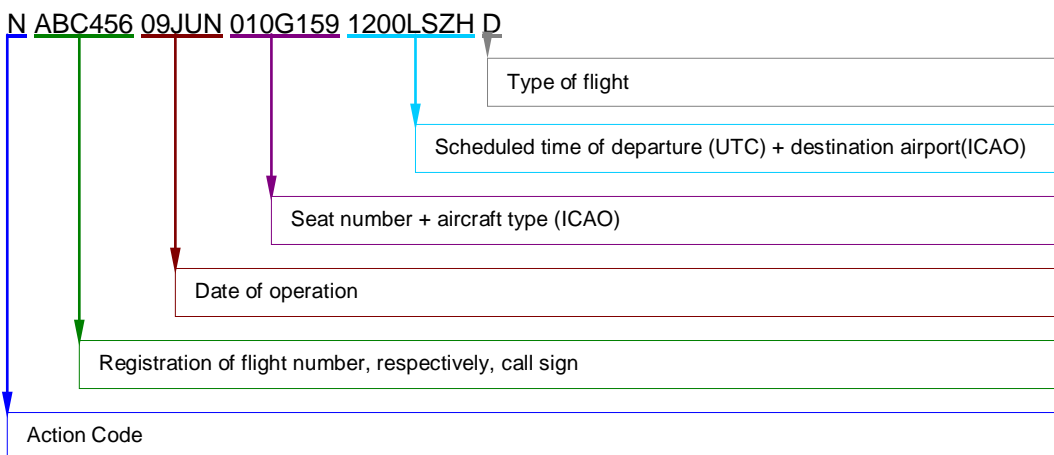 N ABC456 09JUN 010G159 1200LSZH D
Type of flight
Scheduled time of departure (UTC) + destination airport(ICAO)
Seat number + aircraft type (ICAO)
Date of operation
Registration of flight number, respectively, call sign
Action Code